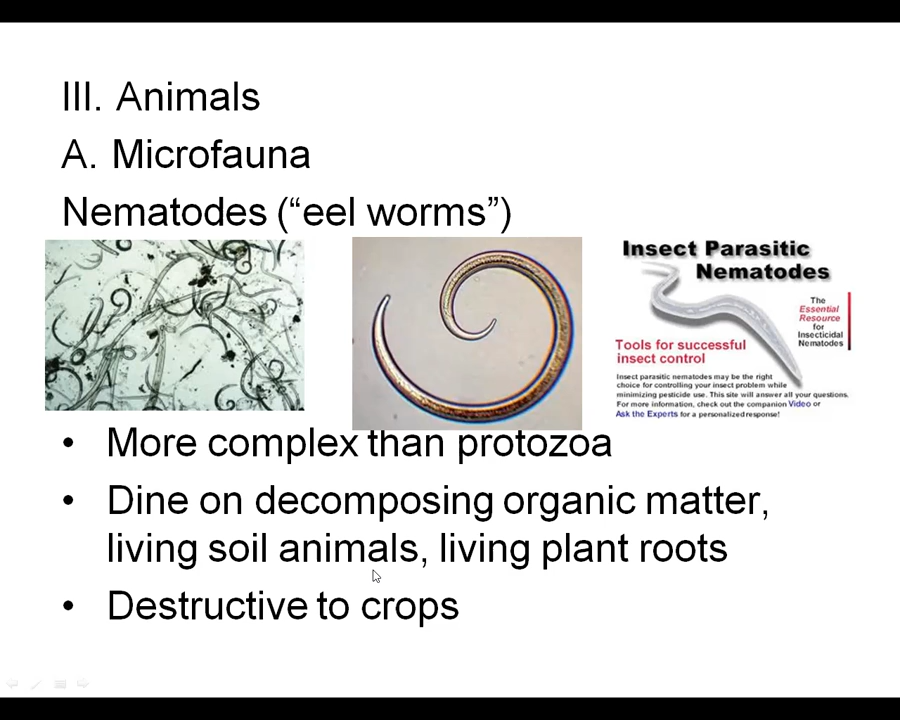 III. Animals
A. Microfauna
Nematodes (“eel worms”)
Insect Parasitic
Nematodes
The
Essential
Resource
for
Insecticidal
Nematodes
Tools for successful
insect control
Insect parasitic nematodes may be the right
choice for controlling your insect problem while
minimizing pesticide use. This site will answer all your questions.
For more information, check out the companion Video or
Ask the Experts for a personalized response!
• More complex than protozoa
• Dine on decomposing organic matter,
living soil animals, living plant roots
• Destructive to crops